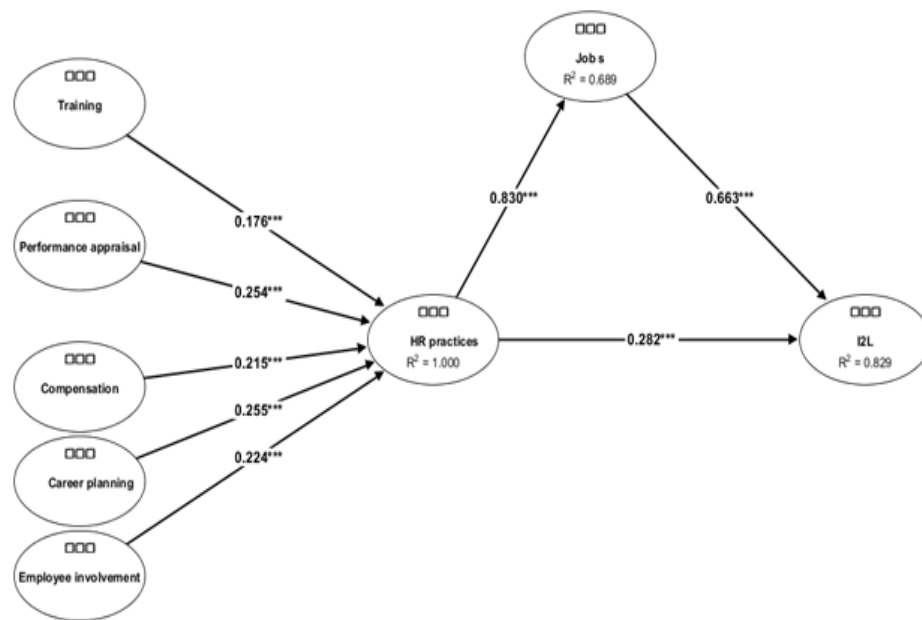 Jobs
R² = 0.689
Training
0.830***
0.663***
0.176***
Performance appraisal
0.254***
HR practices
R² = 1.000
0.282***
I2L
R² = 0.829
Compensation
0.215***
0.255***
Career planning
0.224***
Employee involvement